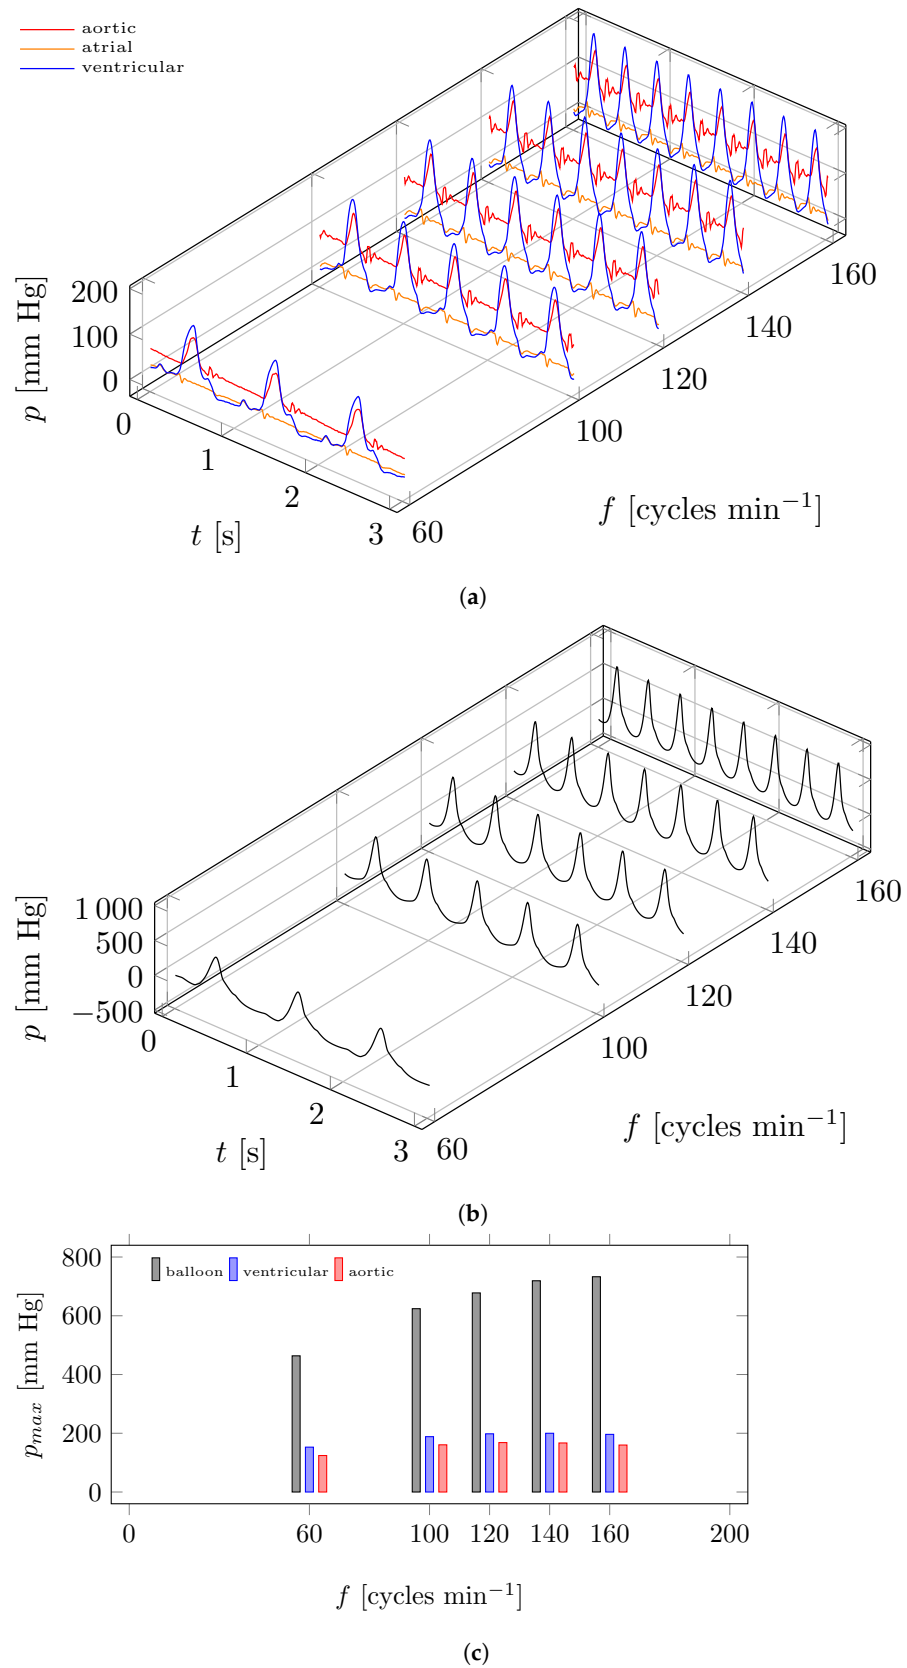 aortic
atrial
ventricular
200
100
0
p [mm Hg]
0
1
2
3
t [s]
60
100
120
140
160
f [cycles min−1]
(a)
1 000
500
0
−500
p [mm Hg]
0
1
2
3
t [s]
60
100
120
140
160
f [cycles min−1]
(b)
800
600
400
200
0
pmax [mm Hg]
balloon ventricular aortic
0 60 100 120 140 160 200
f [cycles min−1]
(c)